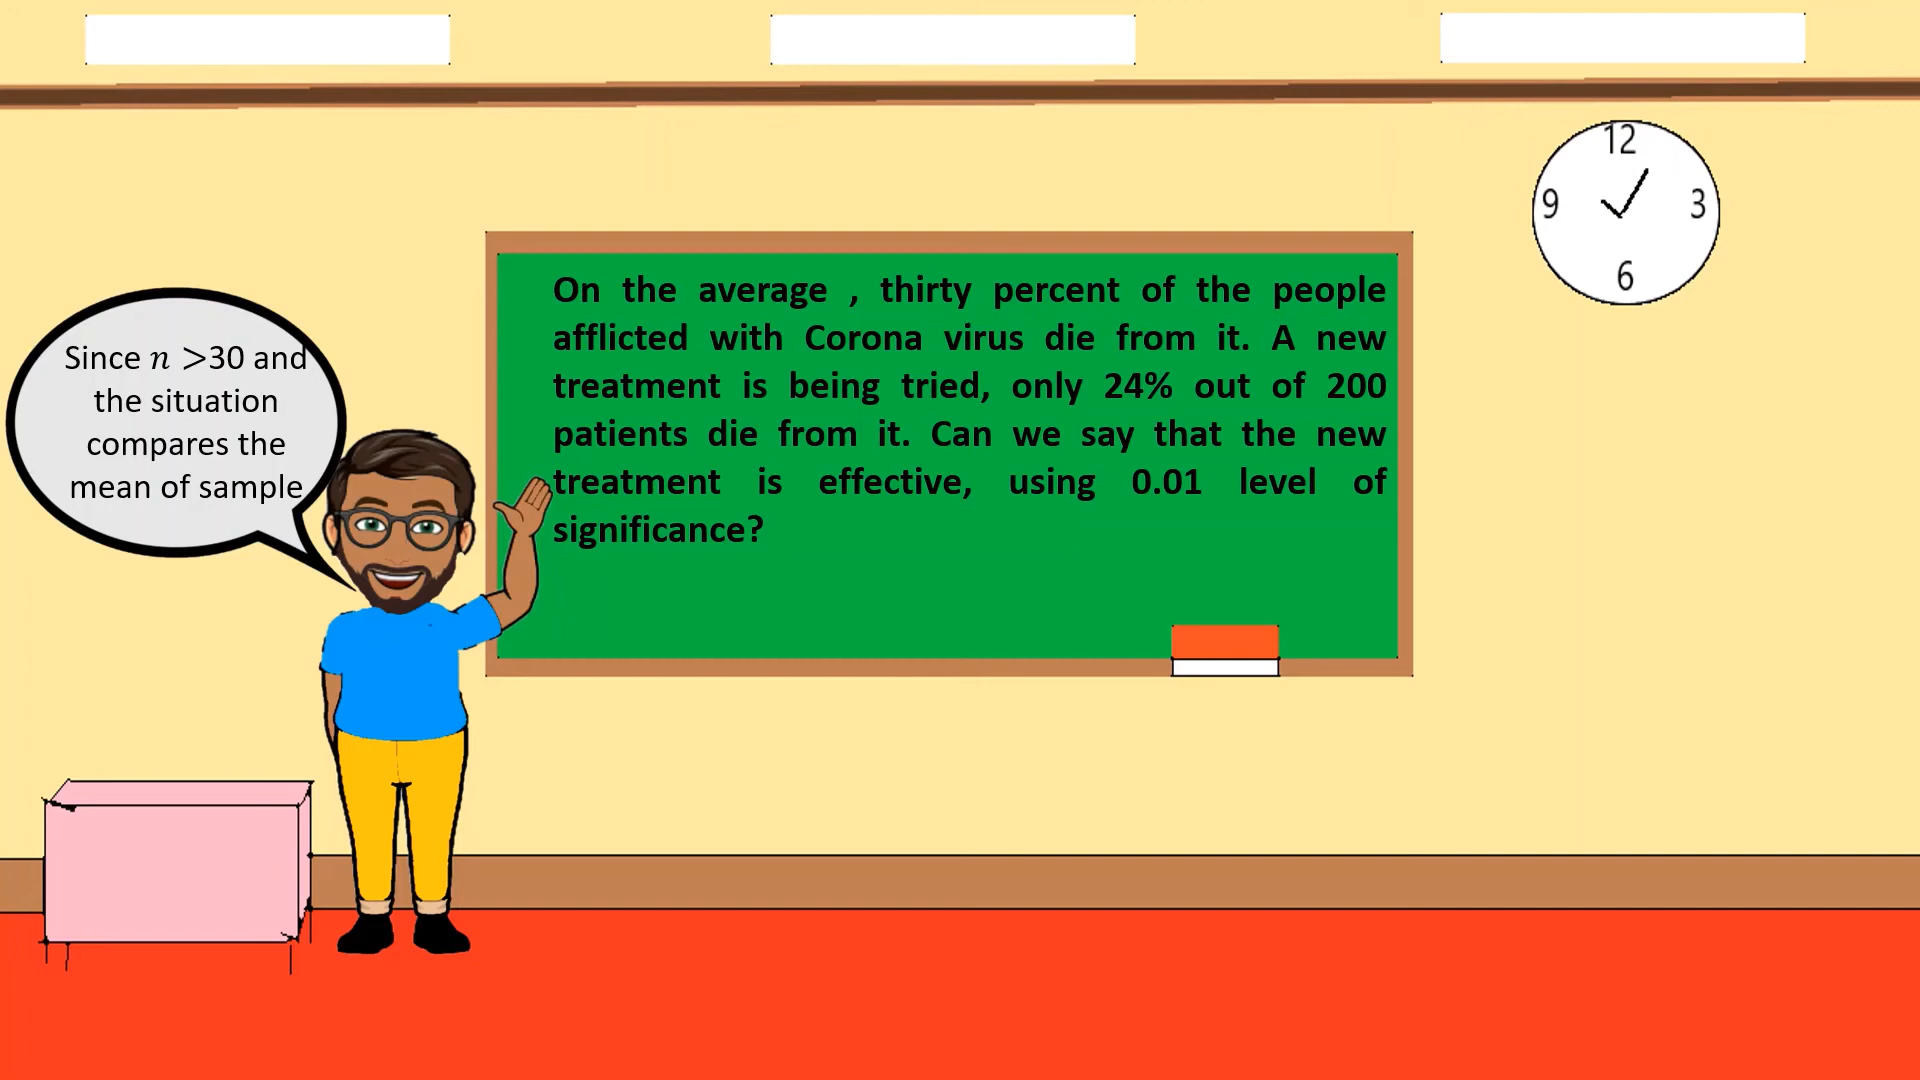 On the average , thirty percent of the people
afflicted with Corona virus die from it. A new
treatment is being tried, only 24% out of 200
patients die from it. Can we say that the new
treatment is effective, using 0.01 level of
significance?
Since n >30 and
the situation
compares the
mean of sample
12
9
3
6